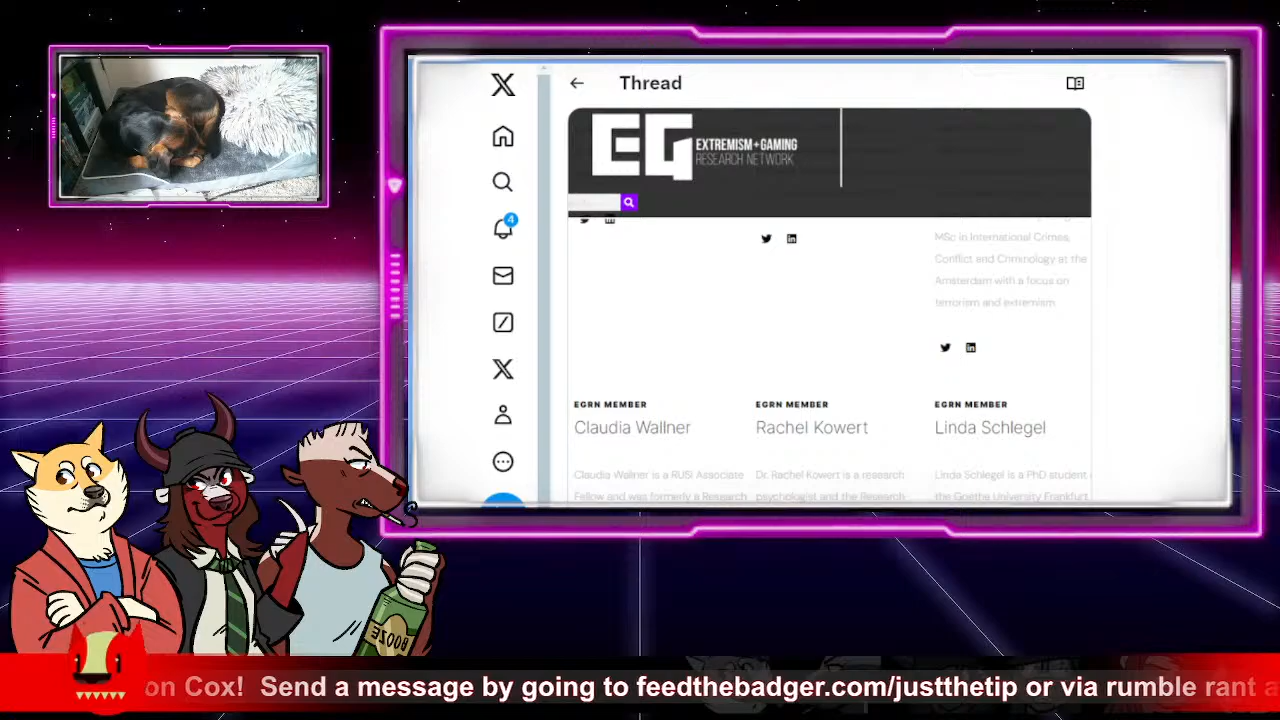 Thread
EG EXTREMISM+GAMING
RESEARCH NETWORK
4
MSc in International Crimes,
Conflict and Criminology at the
Amsterdam with a focus on
terrorism and extremism.
EGRN MEMBER
Claudia Wallner
Claudia Wallner is a RUSI Associate
Fellow and was formerly a Research
EGRN MEMBER
Rachel Kowert
Dr. Rachel Kowert is a research
psychologist and the Research
EGRN MEMBER
Linda Schlegel
Linda Schlegel is a PhD student
the Goethe University Frankfurt
BOOZE
on Cox! Send a message by going to feedthebadger.com/justthetip or via rumble rant a